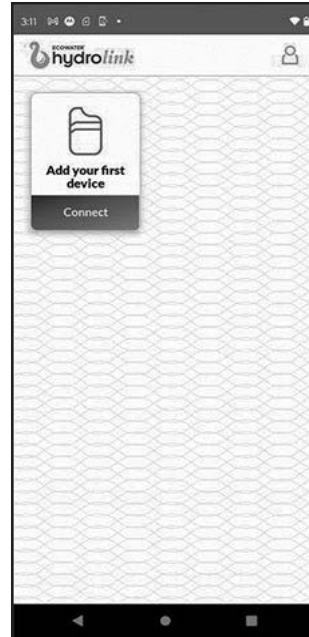 3:11
ECOWATER
hydrolink
Add your first
device
Connect